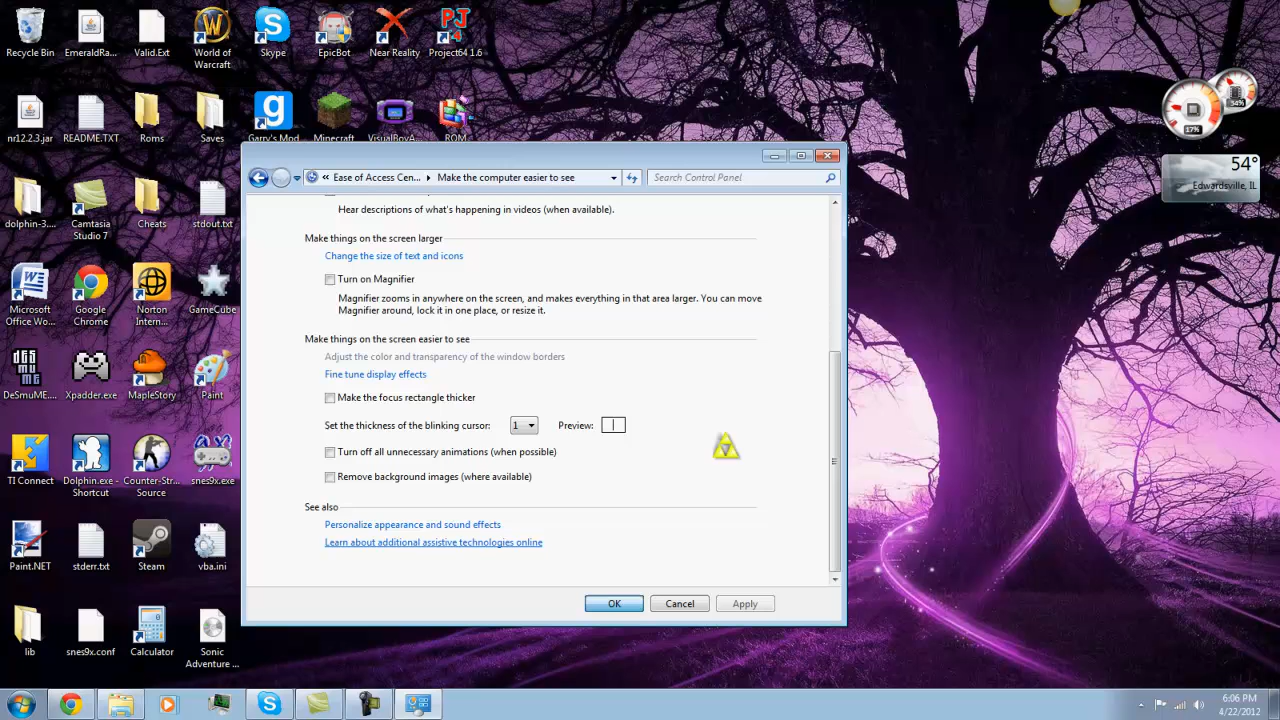 Recycle Bin
EmeraldRa...
Valid.Ext
World of
Warcraft
Skype
EpicBot
Near Reality
Project64 1.6
nr12.2.3.jar
README.TXT
Roms
Saves
Garry's Mod
Minecraft
VisualBoyA...
ROM
dolphin-3....
Camtasia
Studio 7
Cheats
stdout.txt
Microsoft
Office Wo...
Google
Chrome
Norton
Intern...
GameCube
DeSmuME....
Xpadder.exe
MapleStory
Paint
TI Connect
Dolphin.exe -
Shortcut
Counter-Str...
Source
snes9x.exe
Paint.NET
stderr.txt
Steam
vba.ini
lib
snes9x.conf
Calculator
Sonic
Adventure ...
« Ease of Access Cen...
Make the computer easier to see
Search Control Panel
Hear descriptions of what's happening in videos (when available).
Make things on the screen larger
Change the size of text and icons
Turn on Magnifier
Magnifier zooms in anywhere on the screen, and makes everything in that area larger. You can move
Magnifier around, lock it in one place, or resize it.
Make things on the screen easier to see
Adjust the color and transparency of the window borders
Fine tune display effects
Make the focus rectangle thicker
Set the thickness of the blinking cursor: 1 Preview:
Turn off all unnecessary animations (when possible)
Remove background images (where available)
See also
Personalize appearance and sound effects
Learn about additional assistive technologies online
OK
Cancel
Apply
34%
17%
54°
Edwardsville, IL
6:06 PM
4/22/2012